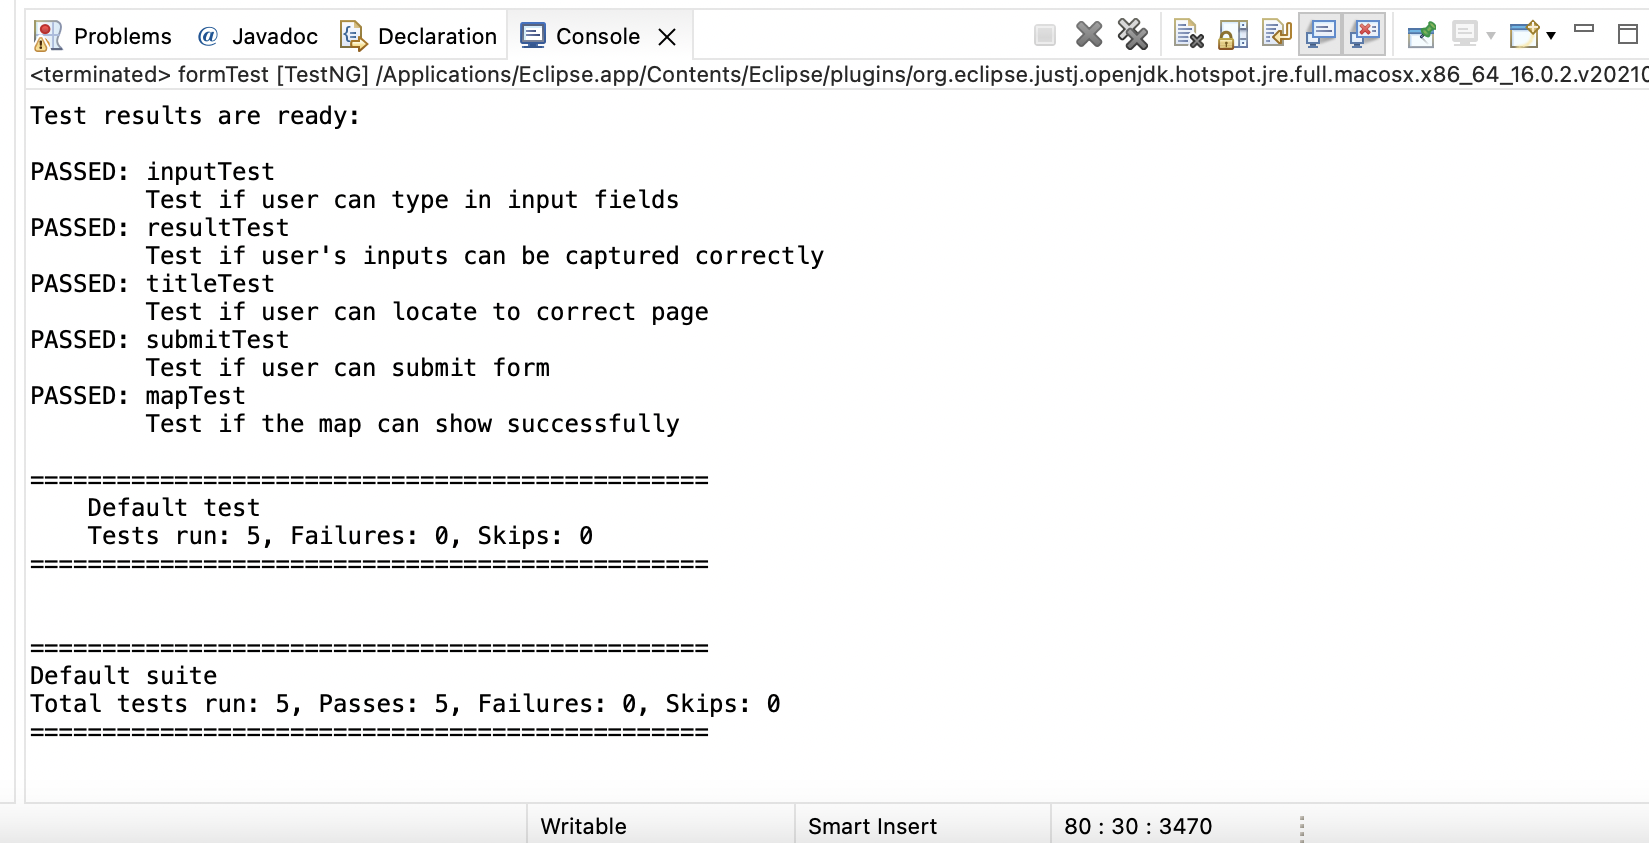 Problems @ Javadoc Declaration Console
<terminated> formTest [TestNG] /Applications/Eclipse.app/Contents/Eclipse/plugins/org.eclipse.justj.openjdk.hotspot.jre.full.macosx.x86_64_16.0.2.v20210
Test results are ready:
PASSED: inputTest
Test if user can type in input fields
PASSED: resultTest
Test if user's inputs can be captured correctly
PASSED: titleTest
Test if user can locate to correct page
PASSED: submitTest
Test if user can submit form
PASSED: mapTest
Test if the map can show successfully
===============================================
Default test
Tests run: 5, Failures: 0, Skips: 0
===============================================
===============================================
Default suite
Total tests run: 5, Passes: 5, Failures: 0, Skips: 0
===============================================
Writable Smart Insert 80 : 30 : 3470